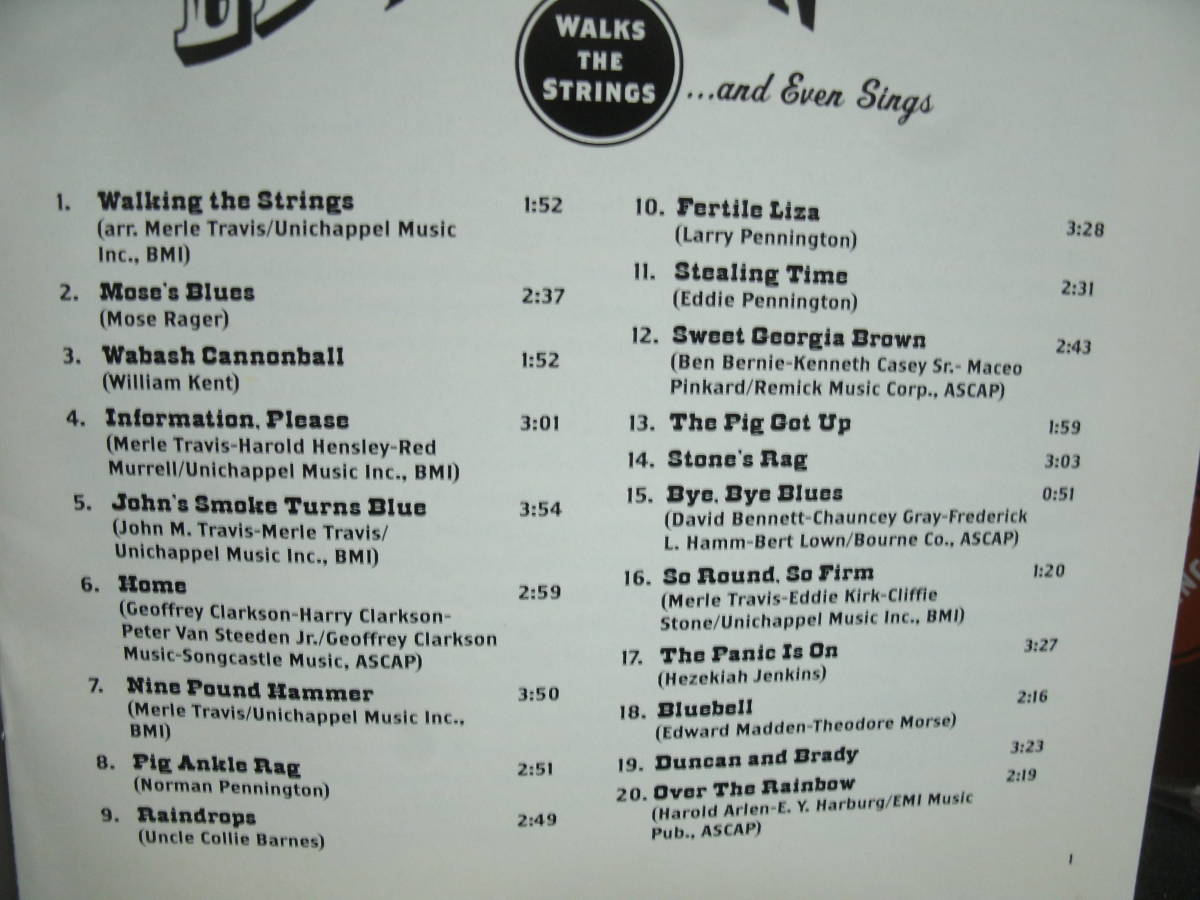 WALKS
THE
STRINGS
...and Even Sings
1. Walking the Strings 1:52
(arr. Merle Travis/Unichappel Music
Inc., BMI)
2. Mose's Blues 2:37
(Mose Rager)
3. Wabash Cannonball 1:52
(William Kent)
4. Information, Please 3:01
(Merle Travis-Harold Hensley-Red
Murrell/Unichappel Music Inc., BMI)
5. John's Smoke Turns Blue 3:54
(John M. Travis-Merle Travis/
Unichappel Music Inc., BMI)
6. Home 2:59
(Geoffrey Clarkson-Harry Clarkson-
Peter Van Steeden Jr./Geoffrey Clarkson
Music-Songcastle Music, ASCAP)
7. Nine Pound Hammer 3:50
(Merle Travis/Unichappel Music Inc.,
BMI)
8. Pig Ankle Rag 2:51
(Norman Pennington)
9. Raindrops 2:49
(Uncle Collie Barnes)
10. Fertile Liza 3:28
(Larry Pennington)
11. Stealing Time 2:31
(Eddie Pennington)
12. Sweet Georgia Brown 2:43
(Ben Bernie-Kenneth Casey Sr.- Maceo
Pinkard/Remick Music Corp., ASCAP)
13. The Pig Got Up 1:59
14. Stone's Rag 3:03
15. Bye, Bye Blues 0:51
(David Bennett-Chauncey Gray-Frederick
L. Hamm-Bert Lown/Bourne Co., ASCAP)
16. So Round, So Firm 1:20
(Merle Travis-Eddie Kirk-Cliffie
Stone/Unichappel Music Inc., BMI)
17. The Panic Is On 3:27
(Hezekiah Jenkins)
18. Bluebell 2:16
(Edward Madden-Theodore Morse)
19. Duncan and Brady 3:23
20. Over The Rainbow 2:19
(Harold Arlen-E. Y. Harburg/EMI Music
Pub., ASCAP)
1